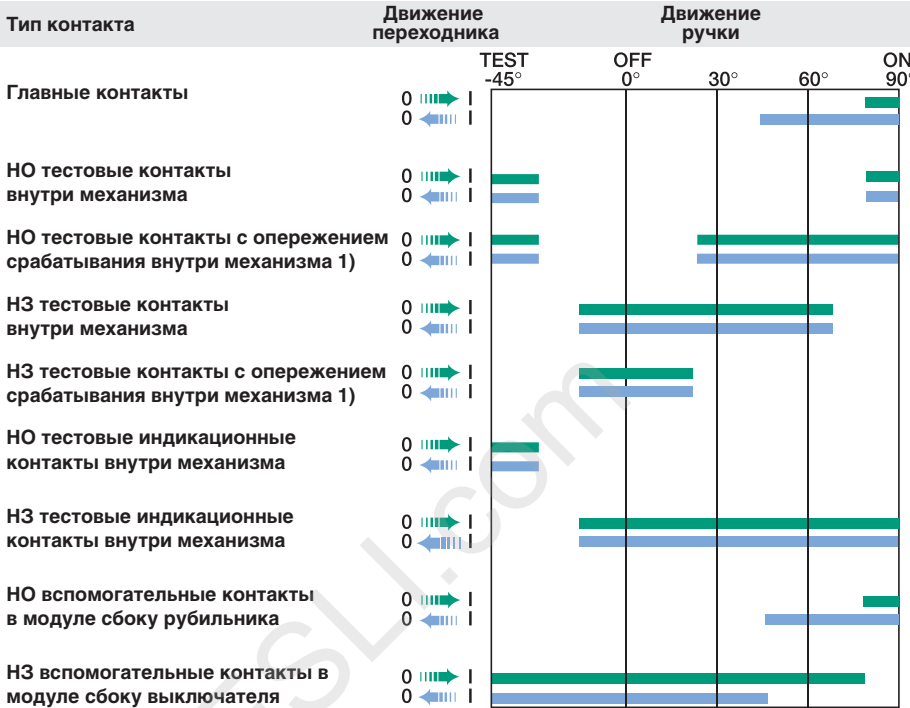 Тип контакта
Движение переходника
Движение ручки
TEST OFF ON
-45° 0° 30° 60° 90°
Главные контакты
0 I
0 I
НО тестовые контакты
внутри механизма
0 I
0 I
НО тестовые контакты с опережением
срабатывания внутри механизма 1)
0 I
0 I
НЗ тестовые контакты
внутри механизма
0 I
0 I
НЗ тестовые контакты с опережением
срабатывания внутри механизма 1)
0 I
0 I
НО тестовые индикационные
контакты внутри механизма
0 I
0 I
НЗ тестовые индикационные
контакты внутри механизма
0 I
0 I
НО вспомогательные контакты
в модуле сбоку рубильника
0 I
0 I
НЗ вспомогательные контакты в
модуле сбоку выключателя
0 I
0 I